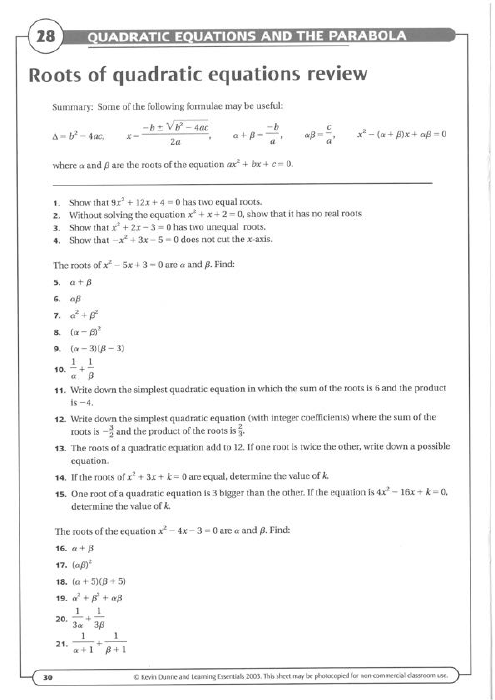 28 QUADRATIC EQUATIONS AND THE PARABOLA
Roots of quadratic equations review
Summary: Some of the following formulae may be useful:
Δ = b² − 4ac, x = (−b ± √(b² − 4ac))/2a α + β = −b/a, αβ = c/a, x² − (α + β)x + αβ = 0
where α and β are the roots of the equation ax² + bx + c = 0.
1. Show that 9x² + 12x + 4 = 0 has two equal roots.
2. Without solving the equation x² + x + 2 = 0, show that it has no real roots
3. Show that x² + 2x − 3 = 0 has two unequal roots.
4. Show that −x² + 3x − 5 = 0 does not cut the x-axis.
The roots of x² − 5x + 3 = 0 are α and β. Find:
5. α + β
6. αβ
7. α² + β²
8. (α − β)²
9. (α − 3)(β − 3)
10. 1/α + 1/β
11. Write down the simplest quadratic equation in which the sum of the roots is 6 and the product
is −4.
12. Write down the simplest quadratic equation (with integer coefficients) where the sum of the
roots is −3/2 and the product of the roots is 2/3.
13. The roots of a quadratic equation add to 12. If one root is twice the other, write down a possible
equation.
14. If the roots of x² + 3x + k = 0 are equal, determine the value of k.
15. One root of a quadratic equation is 3 bigger than the other. If the equation is 4x² − 16x + k = 0,
determine the value of k.
The roots of the equation x² − 4x − 3 = 0 are α and β. Find:
16. α + β
17. (αβ)²
18. (α + 5)(β + 5)
19. α² + β² + αβ
20. 1/3α + 1/3β
21. 1/(α + 1) + 1/(β + 1)
30 © Kevin Dunne and Learning Essentials 2003. This sheet may be photocopied for non-commercial classroom use.